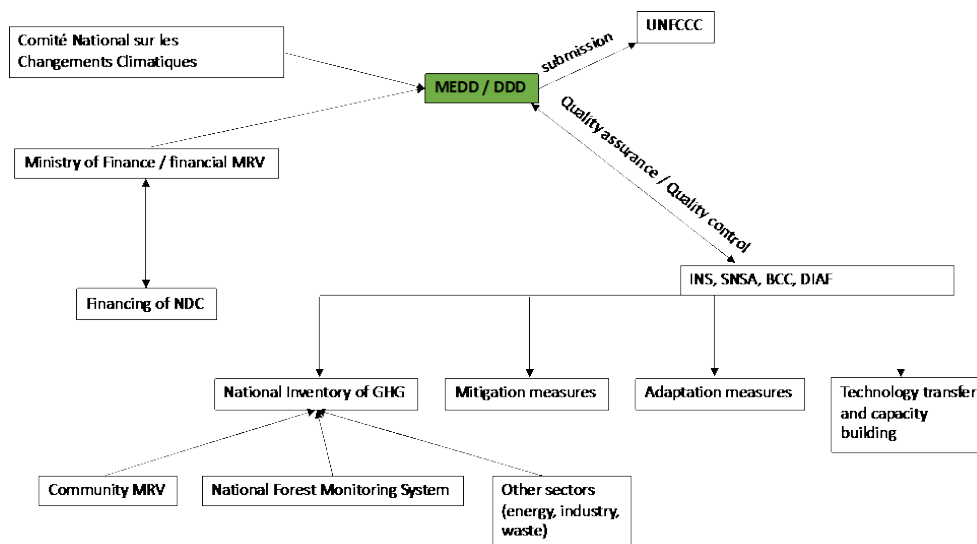 Comité National sur les
Changements Climatiques
UNFCCC
submission
MEDD / DDD
Quality assurance / Quality control
Ministry of Finance / financial MRV
Financing of NDC
INS, SNSA, BCC, DIAF
National Inventory of GHG
Mitigation measures
Adaptation measures
Technology transfer
and capacity
building
Community MRV
National Forest Monitoring System
Other sectors
(energy, industry,
waste)